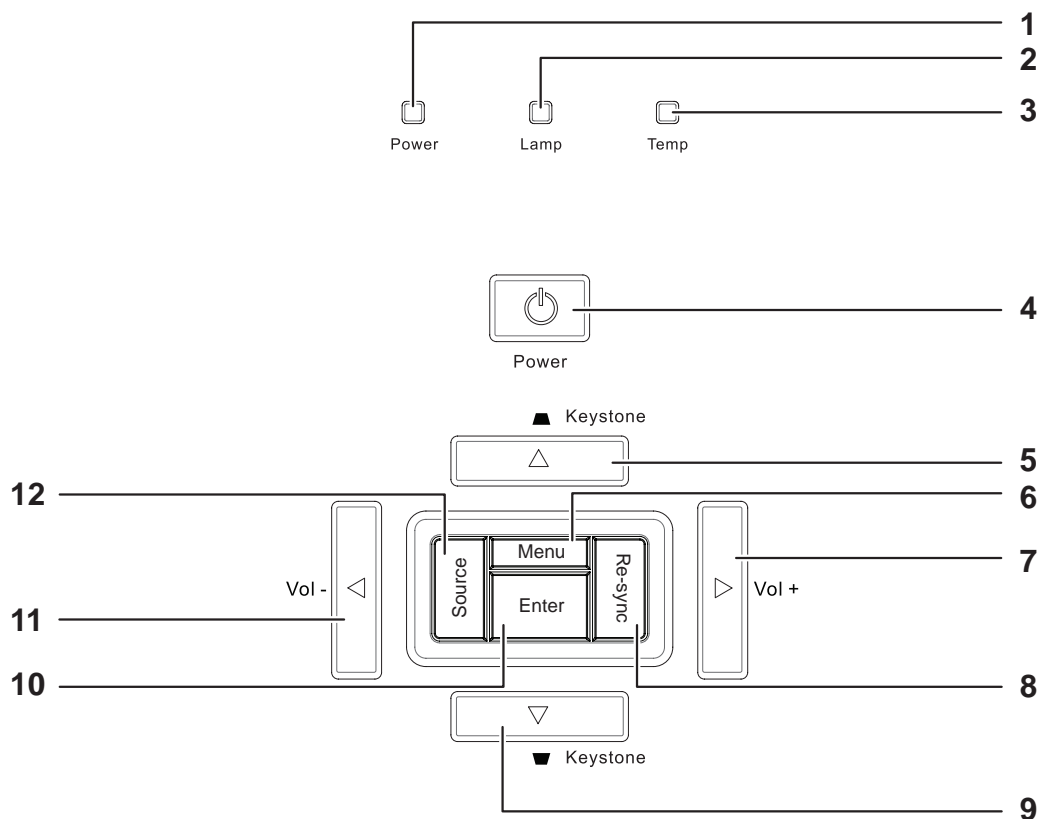 1
2
3
Power Lamp Temp
4
Power
Keystone
5
12
6
Menu
7
Source
Re-sync
Vol -
Enter
Vol +
11
10
8
Keystone
9